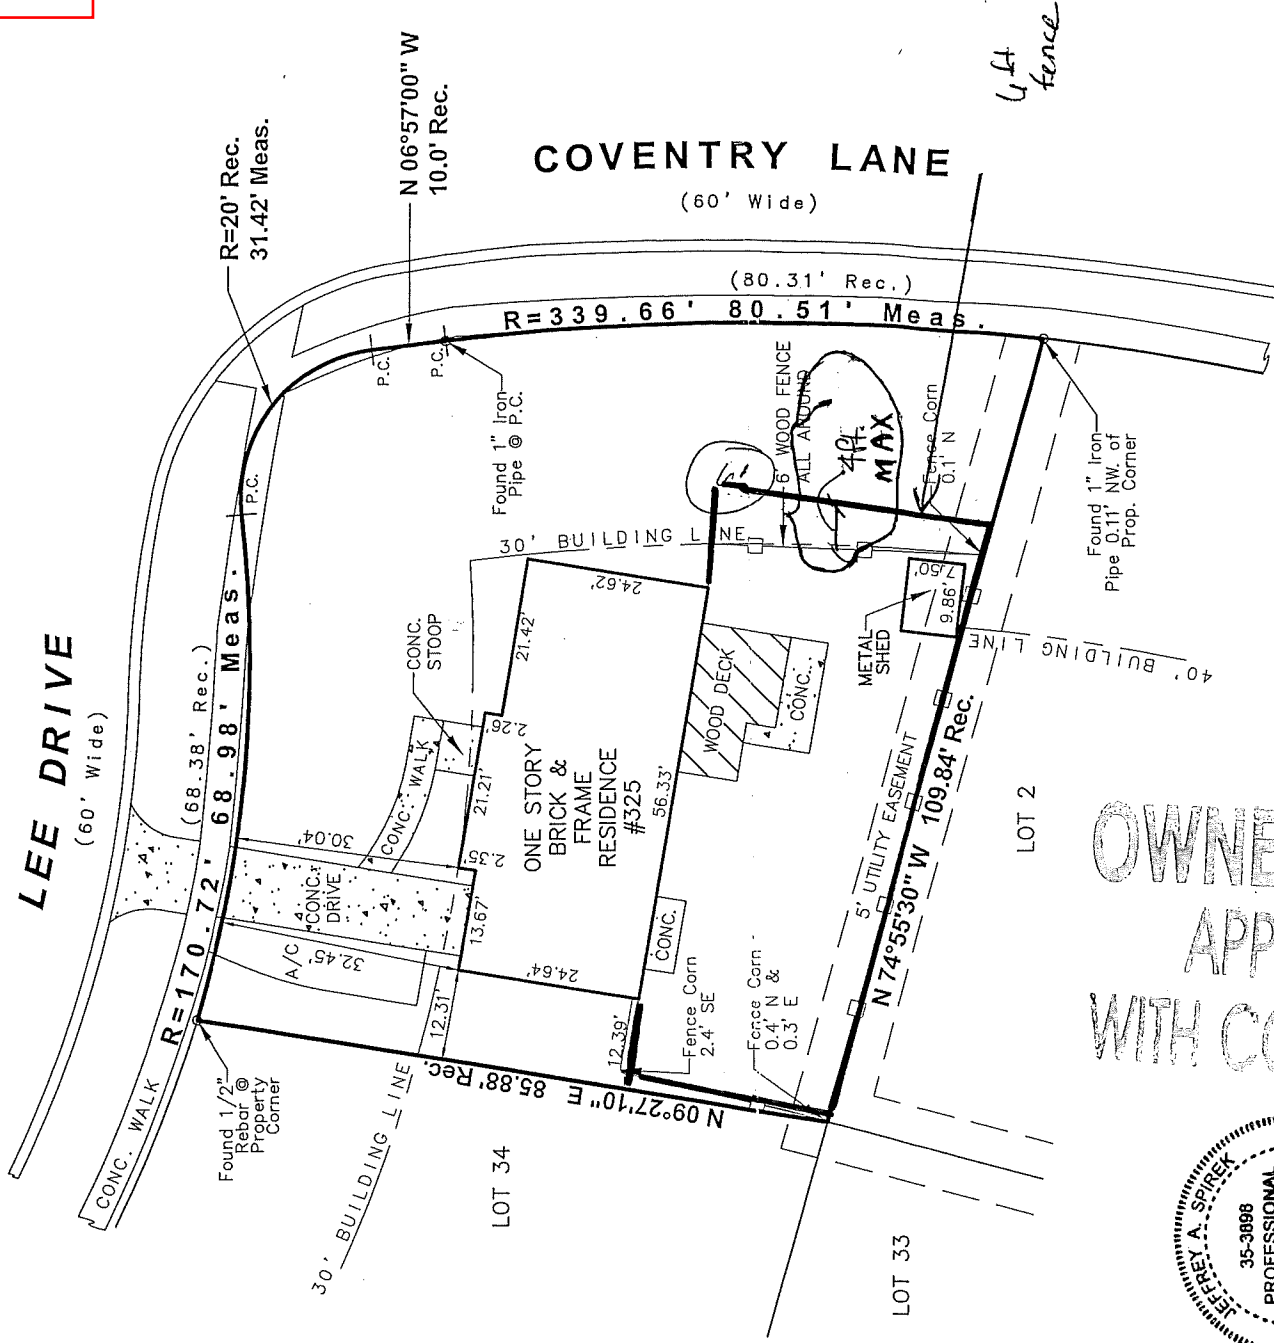 LEE DRIVE
(60' Wide)
COVENTRY LANE
(60' Wide)
R=20' Rec.
31.42' Meas.
N 06°57'00" W
10.0' Rec.
4 ft
fence
(80.31' Rec.)
R=339.66' 80.51' Meas.
P.C.
P.C.
P.C.
Found 1" Iron
Pipe @ P.C.
(68.38' Rec.)
R=170.72' 68.98' Meas.
30' BUILDING LINE
6' WOOD FENCE
ALL AROUND
4ft.
MAX
Fence Corn
0.1' N
Found 1" Iron
Pipe 0.11' NW. of
Prop. Corner
CONC.
STOOP
CONC. WALK
CONC.
DRIVE
A/C
30.04'
32.45'
24.62'
21.42'
2.26'
21.21'
2.35'
13.67'
24.64'
56.33'
12.31'
12.39'
ONE STORY
BRICK &
FRAME
RESIDENCE
#325
WOOD DECK
CONC.
CONC.
METAL
SHED
7.50'
9.86'
40' BUILDING LINE
5' UTILITY EASEMENT
N 74°55'30" W 109.84' Rec.
LOT 2
Fence Corn
2.4' SE
Fence Corn
0.4' N &
0.3' E
N 09°27'10" E 85.88' Rec.
Found 1/2"
Rebar @
Property
Corner
CONC. WALK
30' BUILDING LINE
LOT 34
LOT 33
OWNE
APP
WITH CO
JEFFREY A. SPIREK
35-3898
PROFESSIONAL